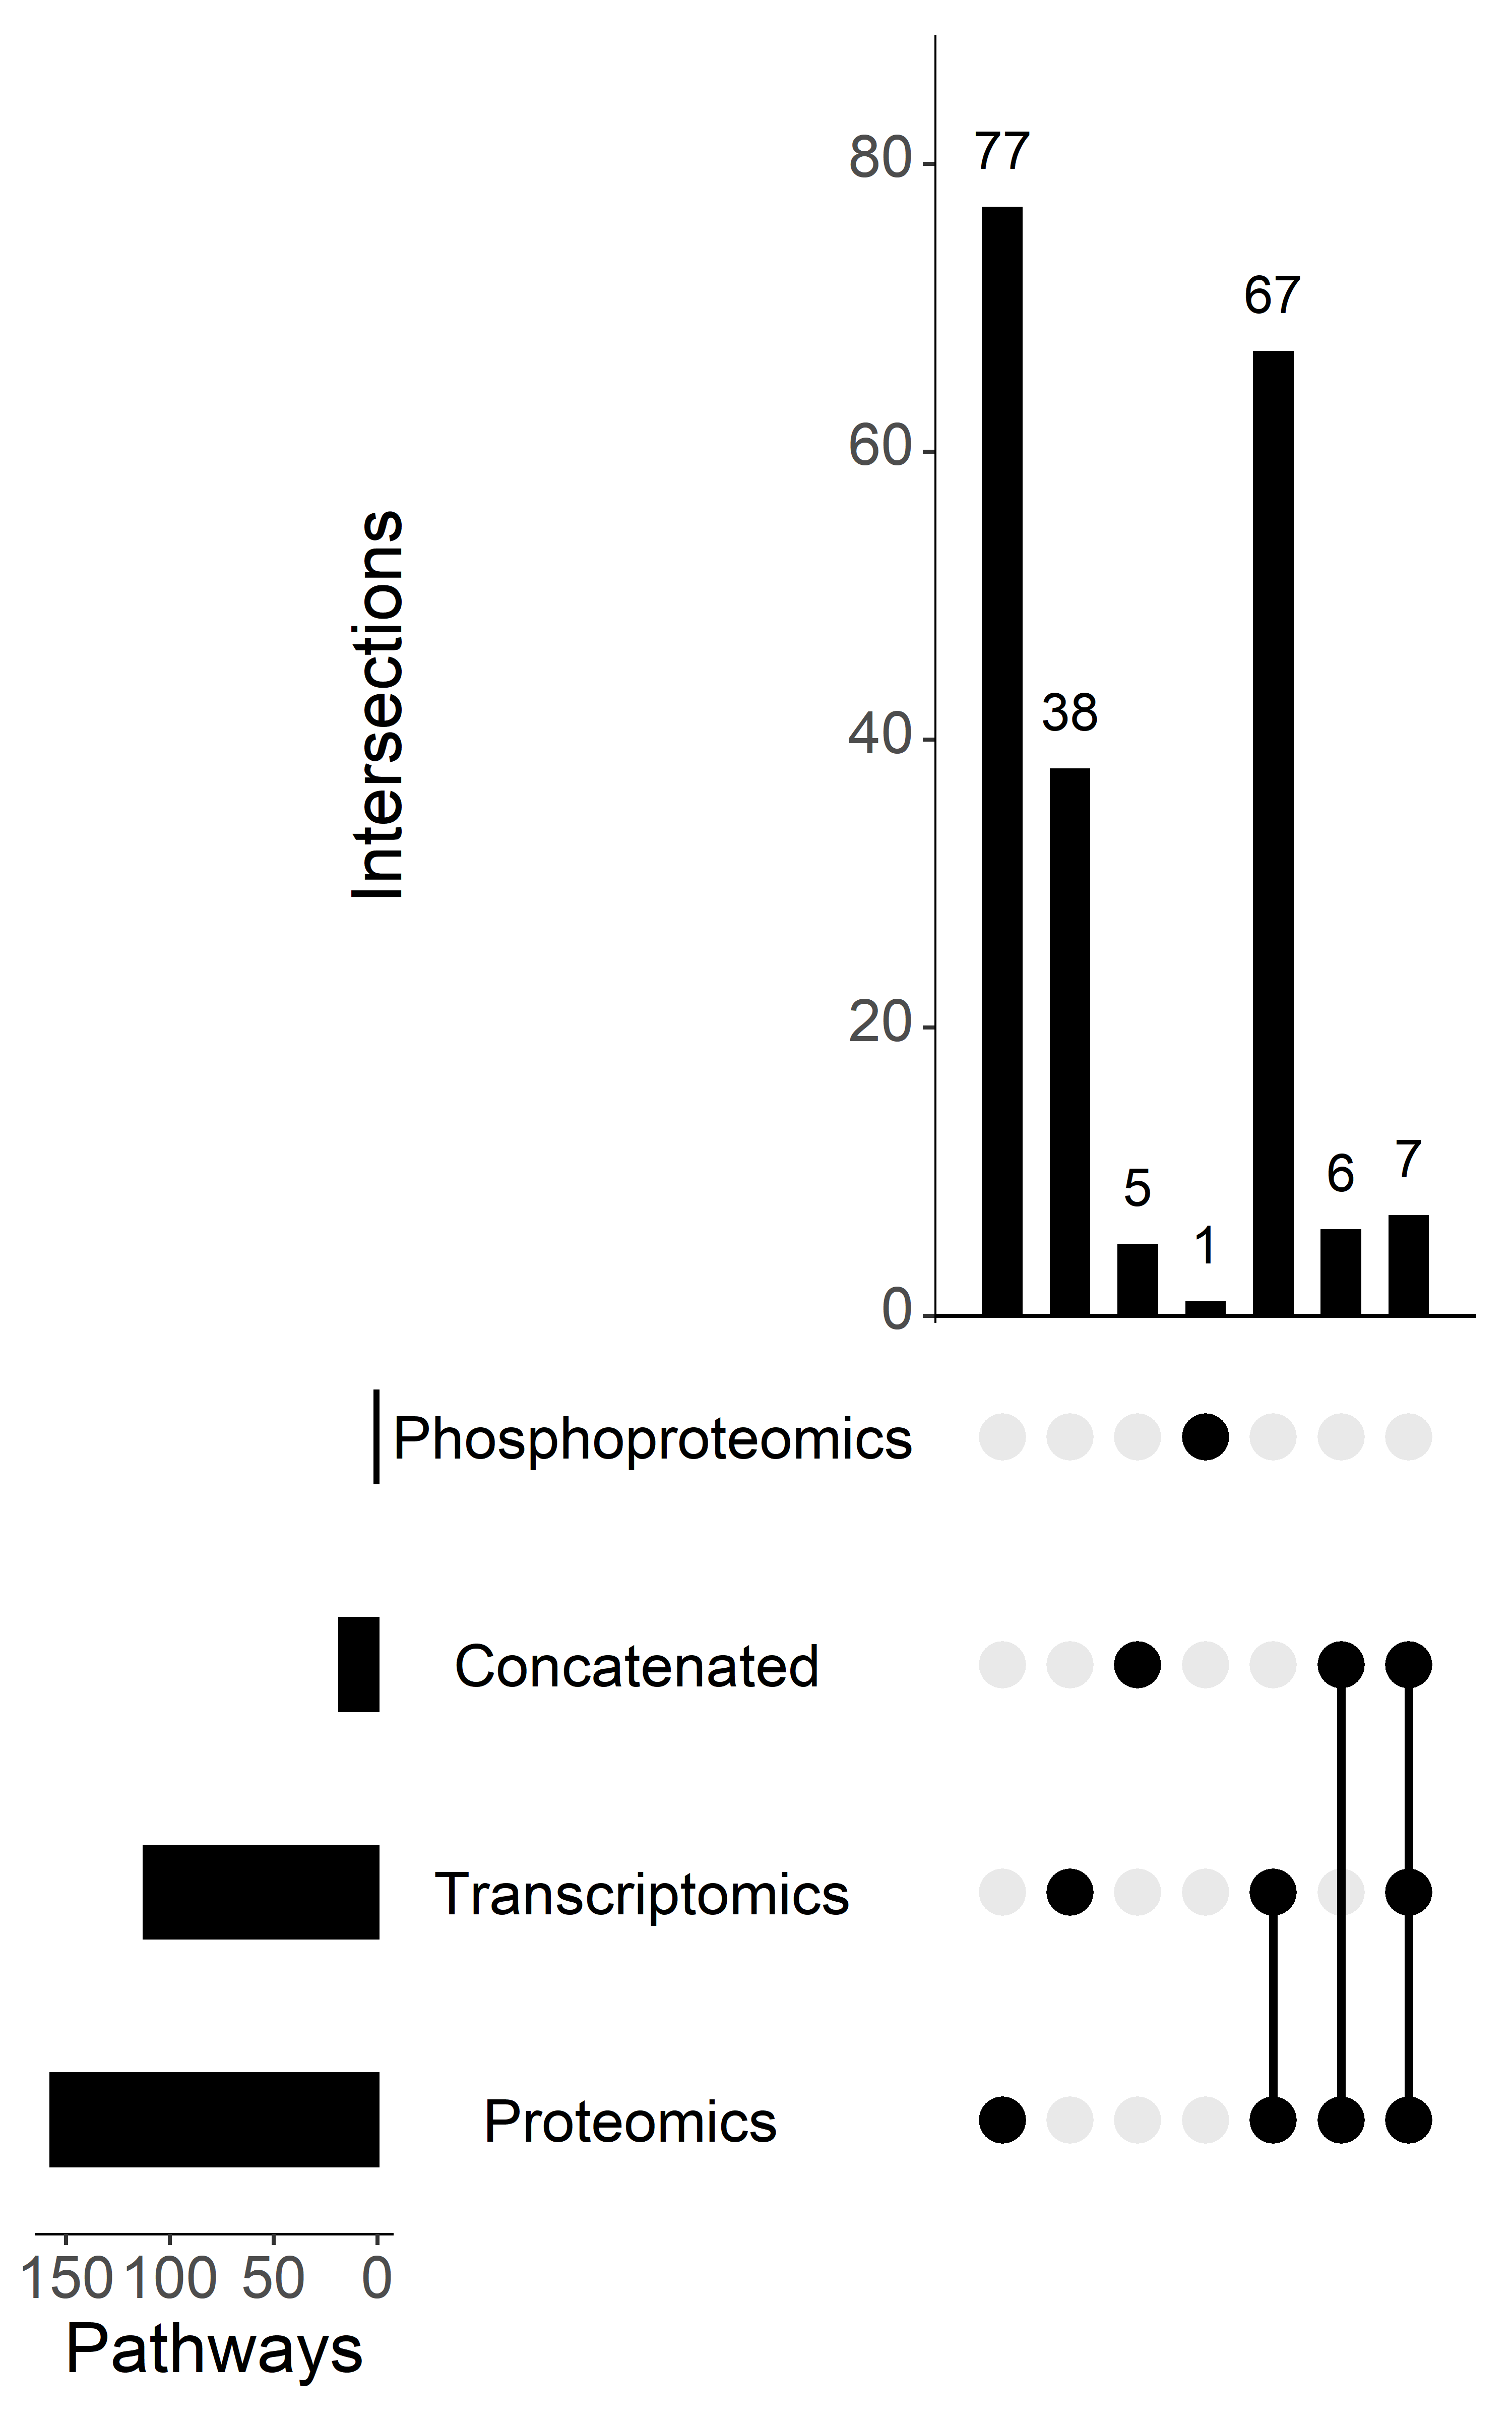 Intersections
80
60
40
20
0
77
38
5
1
67
6
7
Phosphoproteomics
Concatenated
Transcriptomics
Proteomics
150 100 50 0
Pathways